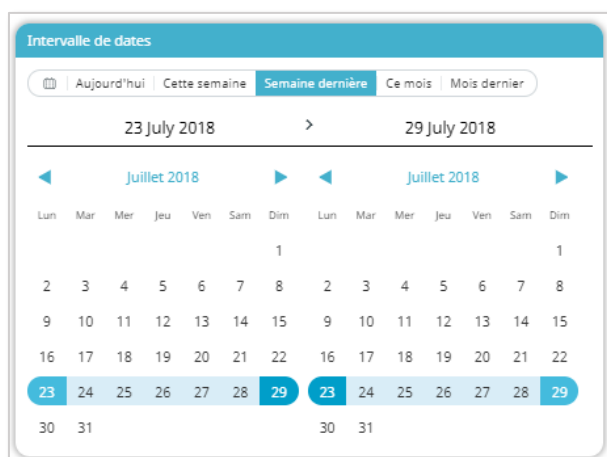 Intervalle de dates
Aujourd'hui Cette semaine Semaine dernière Ce mois Mois dernier
23 July 2018 > 29 July 2018
Juillet 2018 Juillet 2018
Lun Mar Mer Jeu Ven Sam Dim Lun Mar Mer Jeu Ven Sam Dim
1 1
2 3 4 5 6 7 8 2 3 4 5 6 7 8
9 10 11 12 13 14 15 9 10 11 12 13 14 15
16 17 18 19 20 21 22 16 17 18 19 20 21 22
23 24 25 26 27 28 29 23 24 25 26 27 28 29
30 31 30 31